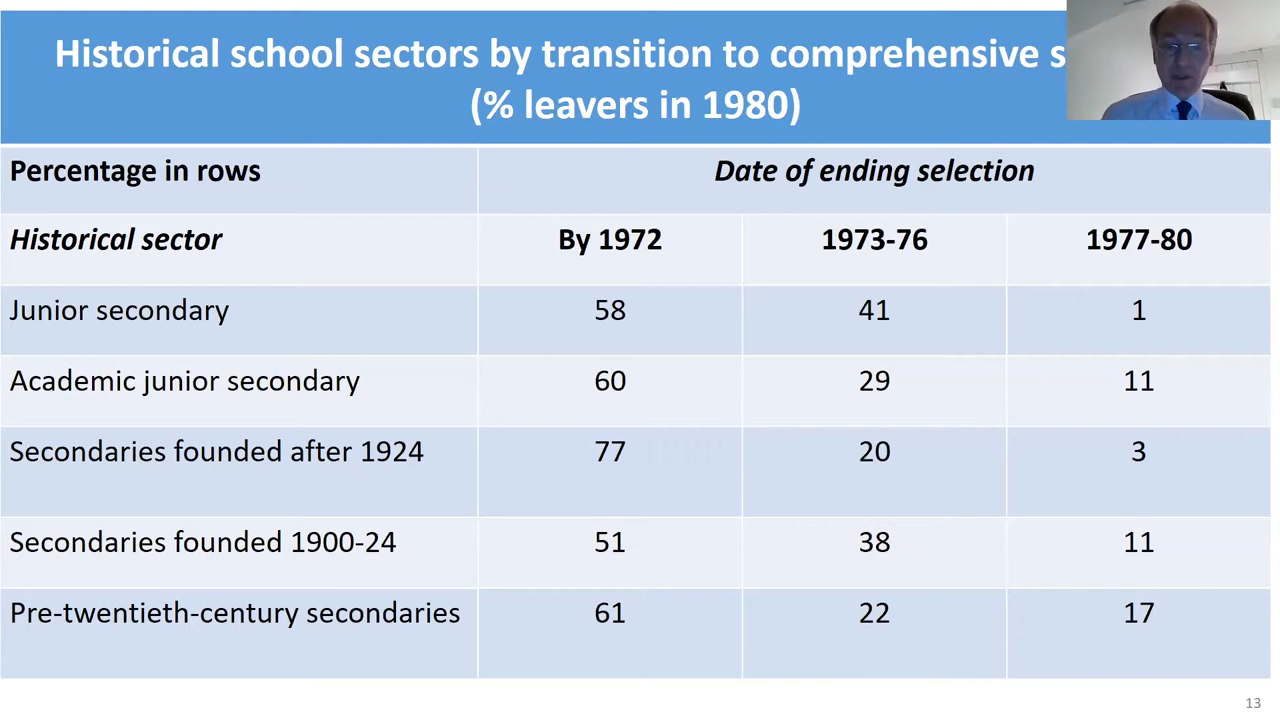 Historical school sectors by transition to comprehensive
(% leavers in 1980)
Percentage in rows Date of ending selection
Historical sector By 1972 1973-76 1977-80
Junior secondary 58 41 1
Academic junior secondary 60 29 11
Secondaries founded after 1924 77 20 3
Secondaries founded 1900-24 51 38 11
Pre-twentieth-century secondaries 61 22 17
13